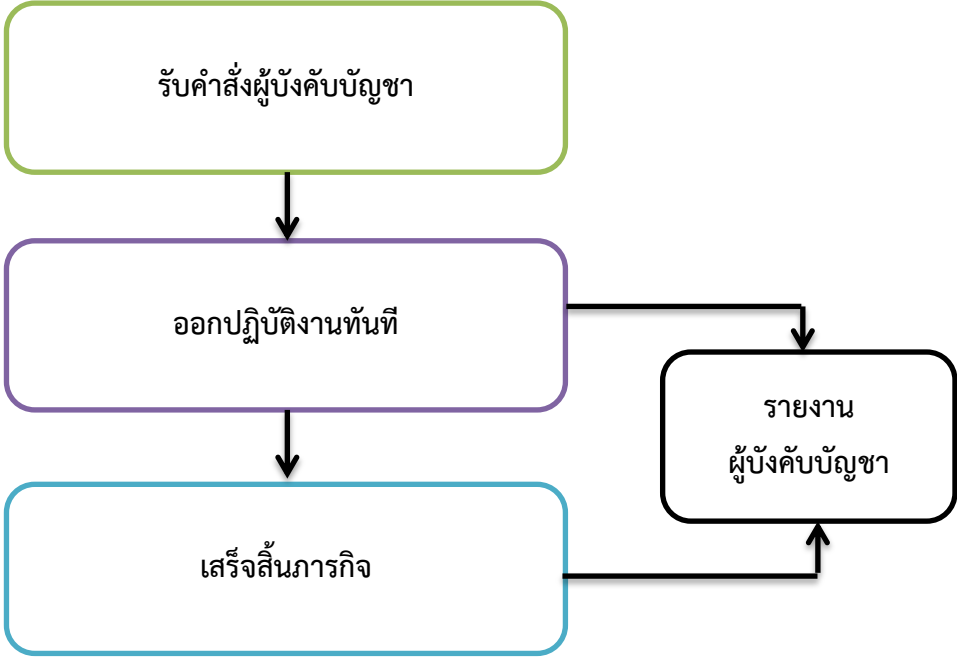 รับคำสั่งผู้บังคับบัญชา
ออกปฏิบัติงานทันที
รายงาน
ผู้บังคับบัญชา
เสร็จสิ้นภารกิจ